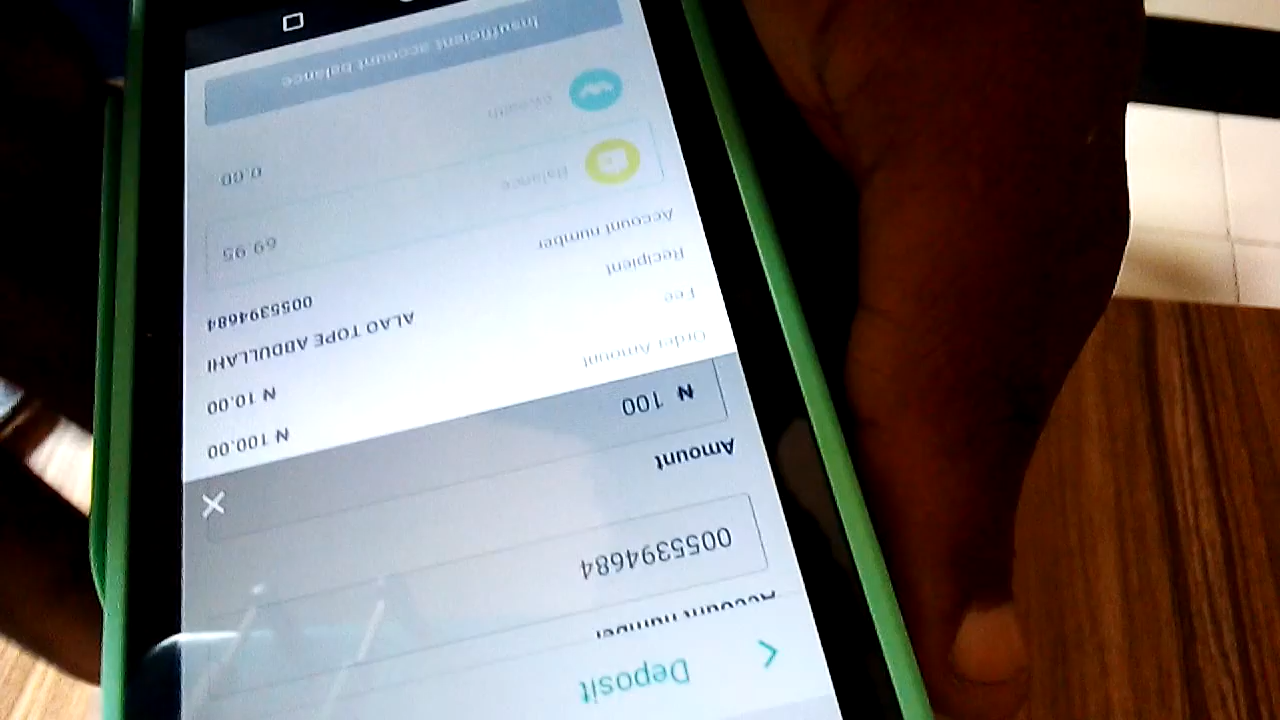 Deposit
Account number
0055394684
Amount
₦ 100
Order Amount ₦ 100.00
Fee ₦ 10.00
Recipient ALAO TOPE ABDULLAHI
Account number 0055394684
Balance 69.95
OWealth 0.00
Insufficient account balance